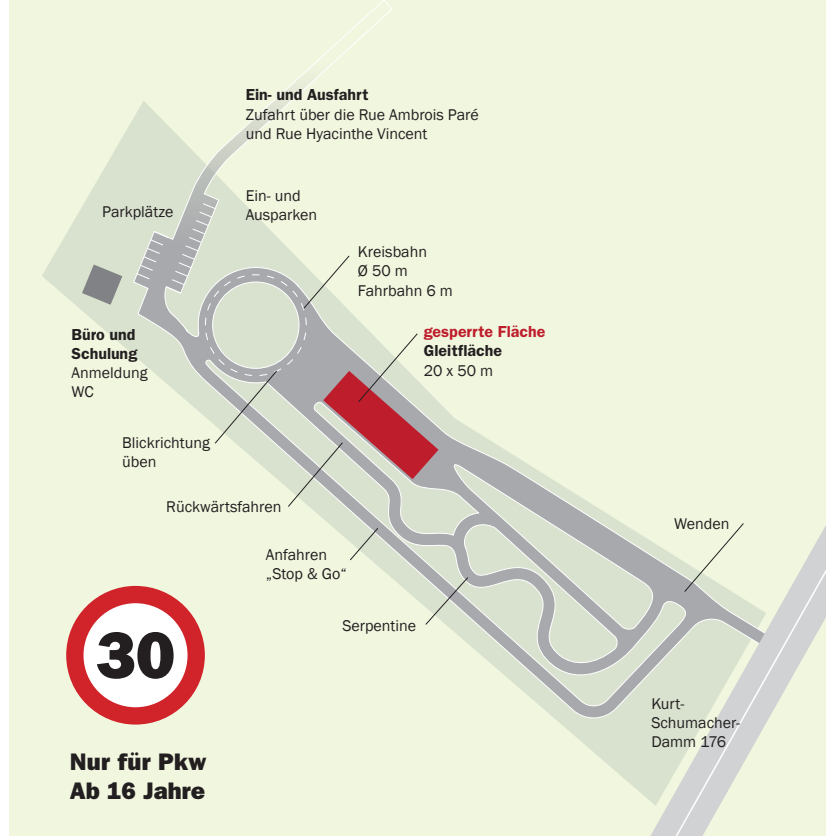 Ein- und Ausfahrt
Zufahrt über die Rue Ambrois Paré
und Rue Hyacinthe Vincent
Parkplätze
Ein- und
Ausparken
Kreisbahn
Ø 50 m
Fahrbahn 6 m
gesperrte Fläche
Gleitfläche
20 x 50 m
Büro und
Schulung
Anmeldung
WC
Blickrichtung
üben
Rückwärtsfahren
Wenden
Anfahren
„Stop & Go“
Serpentine
30
Kurt-
Schumacher-
Damm 176
Nur für Pkw
Ab 16 Jahre